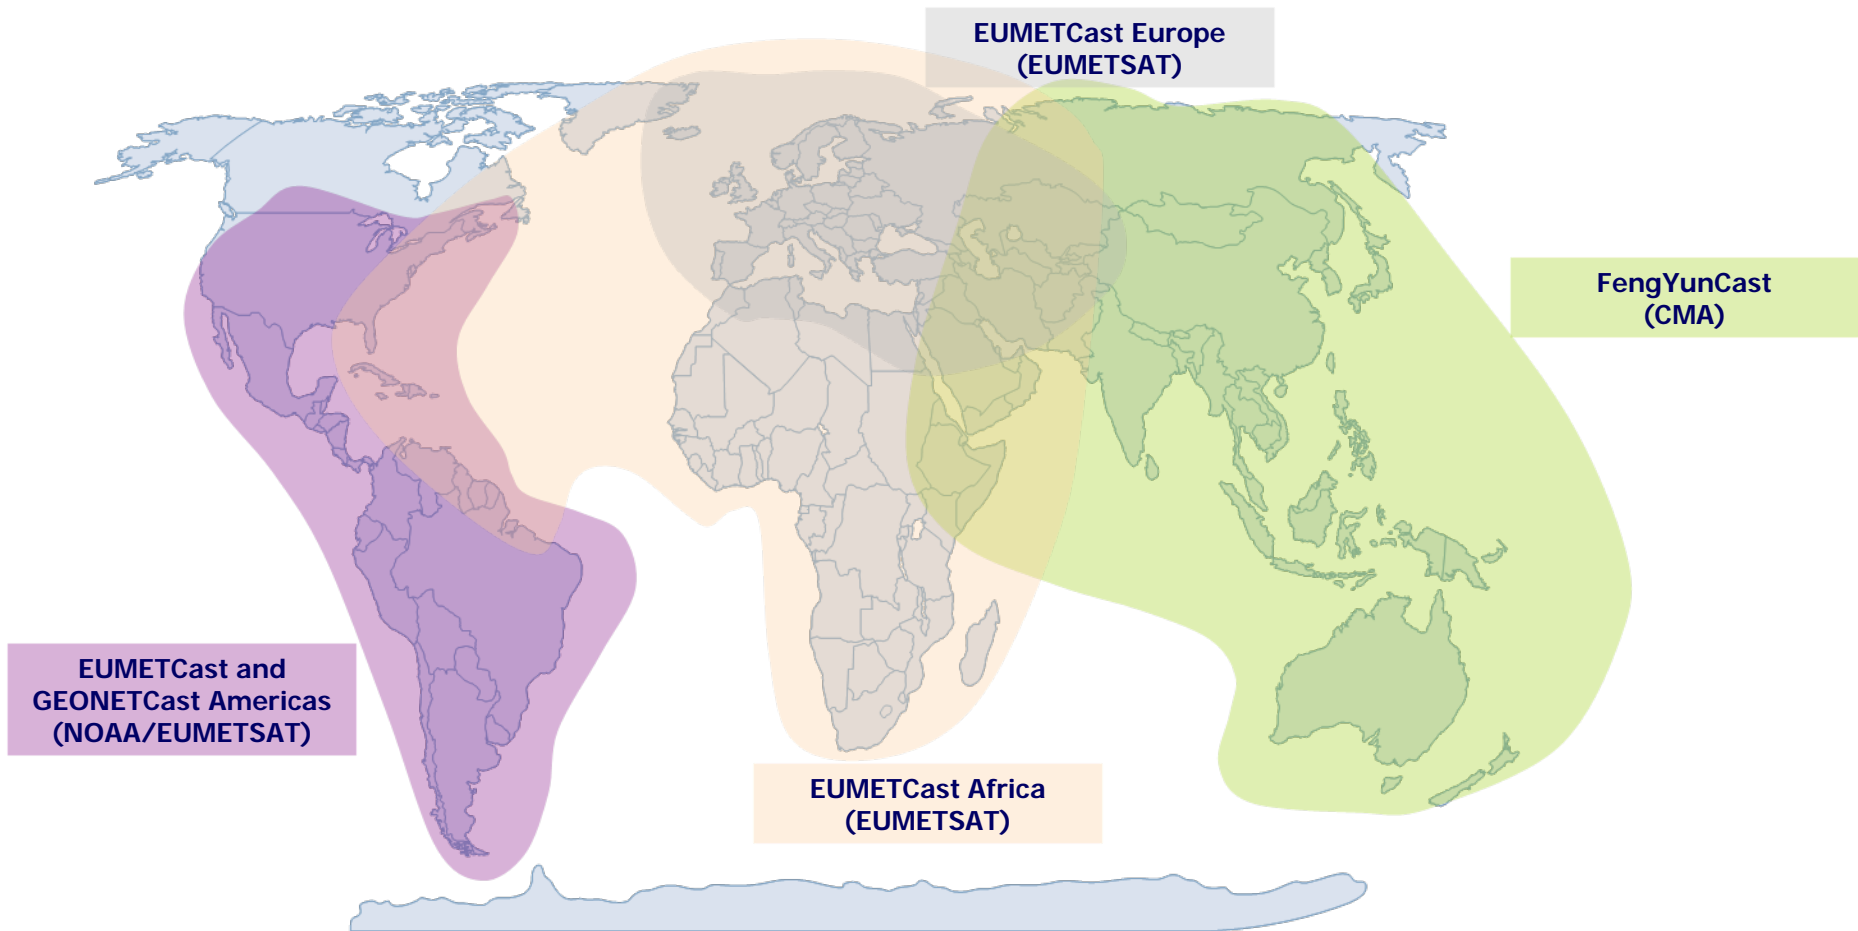 EUMETCast Europe
(EUMETSAT)
FengYunCast
(CMA)
EUMETCast and
GEONETCast Americas
(NOAA/EUMETSAT)
EUMETCast Africa
(EUMETSAT)